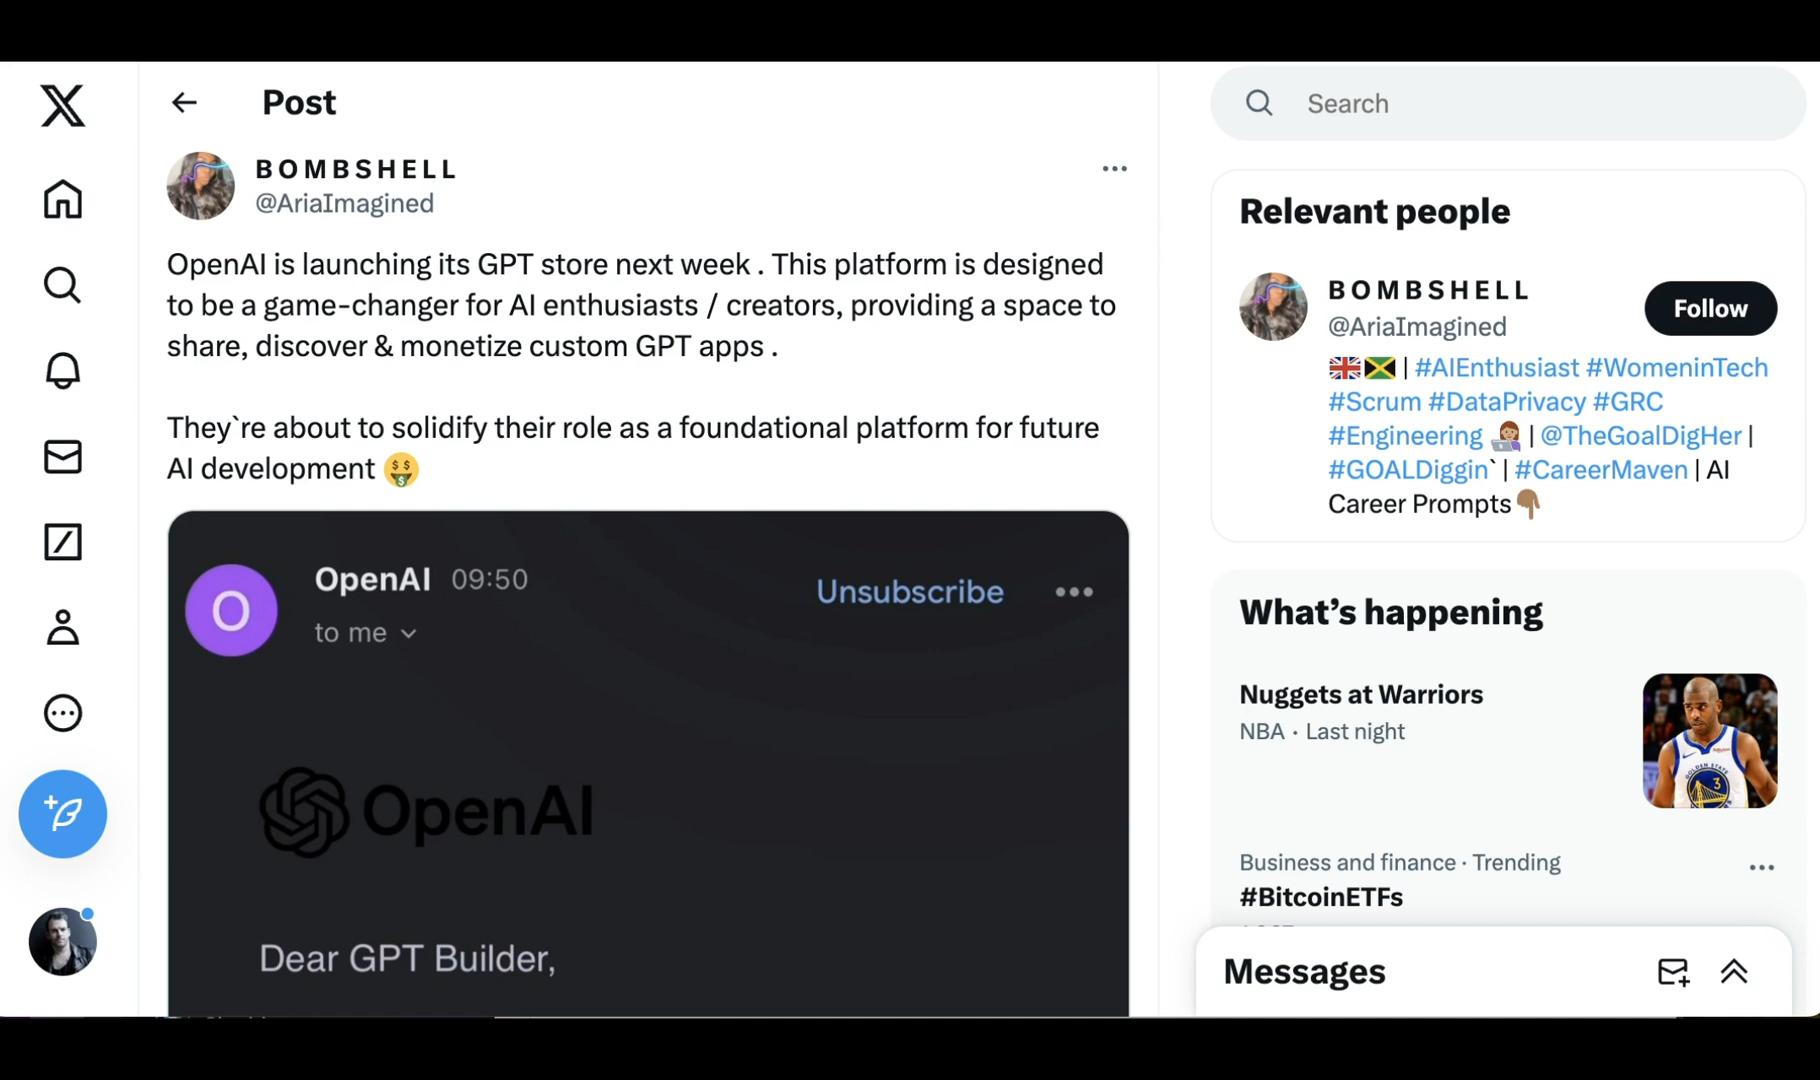 Post
B O M B S H E L L
@AriaImagined
OpenAI is launching its GPT store next week . This platform is designed
to be a game-changer for AI enthusiasts / creators, providing a space to
share, discover & monetize custom GPT apps .
They`re about to solidify their role as a foundational platform for future
AI development 🤑
OpenAI 09:50
Unsubscribe
O
to me
OpenAI
Dear GPT Builder,
Search
Relevant people
B O M B S H E L L
@AriaImagined
Follow
🇬🇧🇯🇲 | #AIEnthusiast #WomeninTech
#Scrum #DataPrivacy #GRC
#Engineering 👩🏽‍💻 | @TheGoalDigHer |
#GOALDiggin` | #CareerMaven | AI
Career Prompts👇🏽
What’s happening
Nuggets at Warriors
NBA · Last night
GOLDEN STATE
3
Business and finance · Trending
#BitcoinETFs
Messages